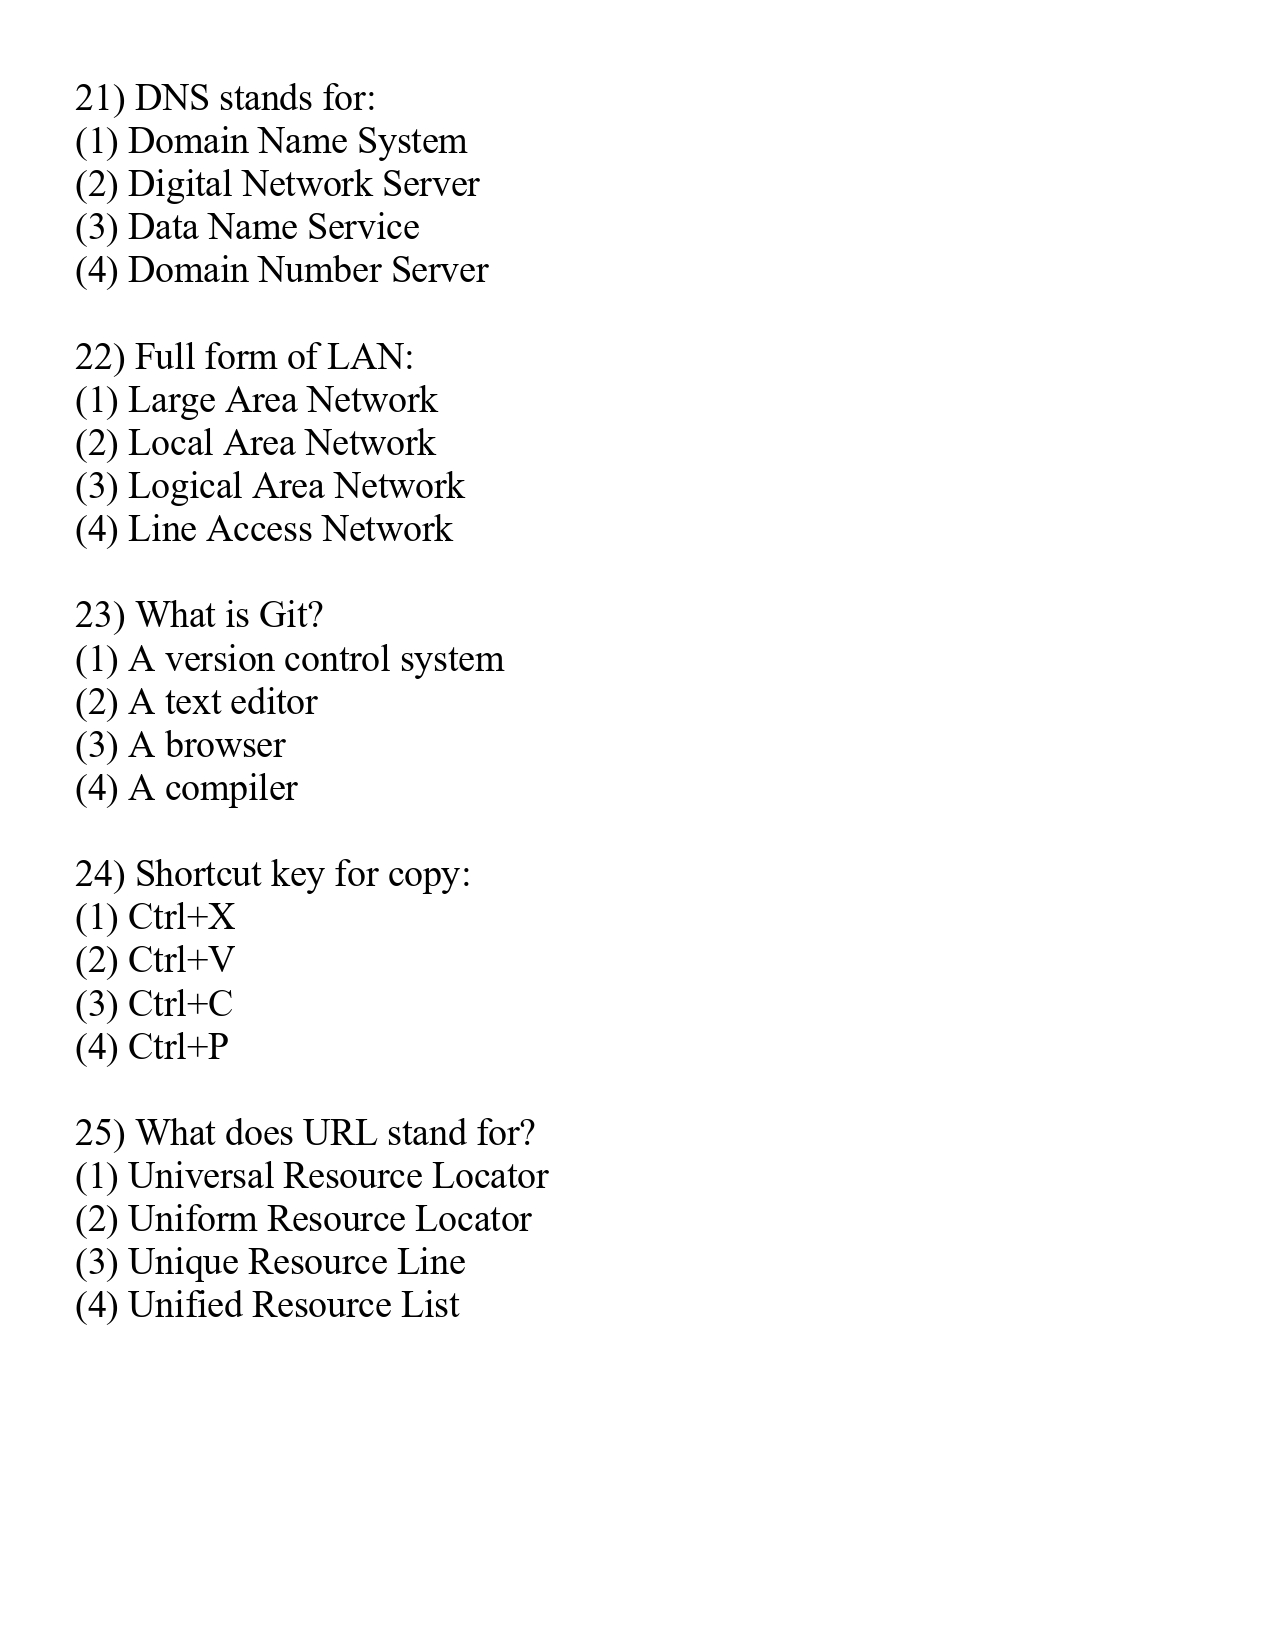 21) DNS stands for:
(1) Domain Name System
(2) Digital Network Server
(3) Data Name Service
(4) Domain Number Server
22) Full form of LAN:
(1) Large Area Network
(2) Local Area Network
(3) Logical Area Network
(4) Line Access Network
23) What is Git?
(1) A version control system
(2) A text editor
(3) A browser
(4) A compiler
24) Shortcut key for copy:
(1) Ctrl+X
(2) Ctrl+V
(3) Ctrl+C
(4) Ctrl+P
25) What does URL stand for?
(1) Universal Resource Locator
(2) Uniform Resource Locator
(3) Unique Resource Line
(4) Unified Resource List